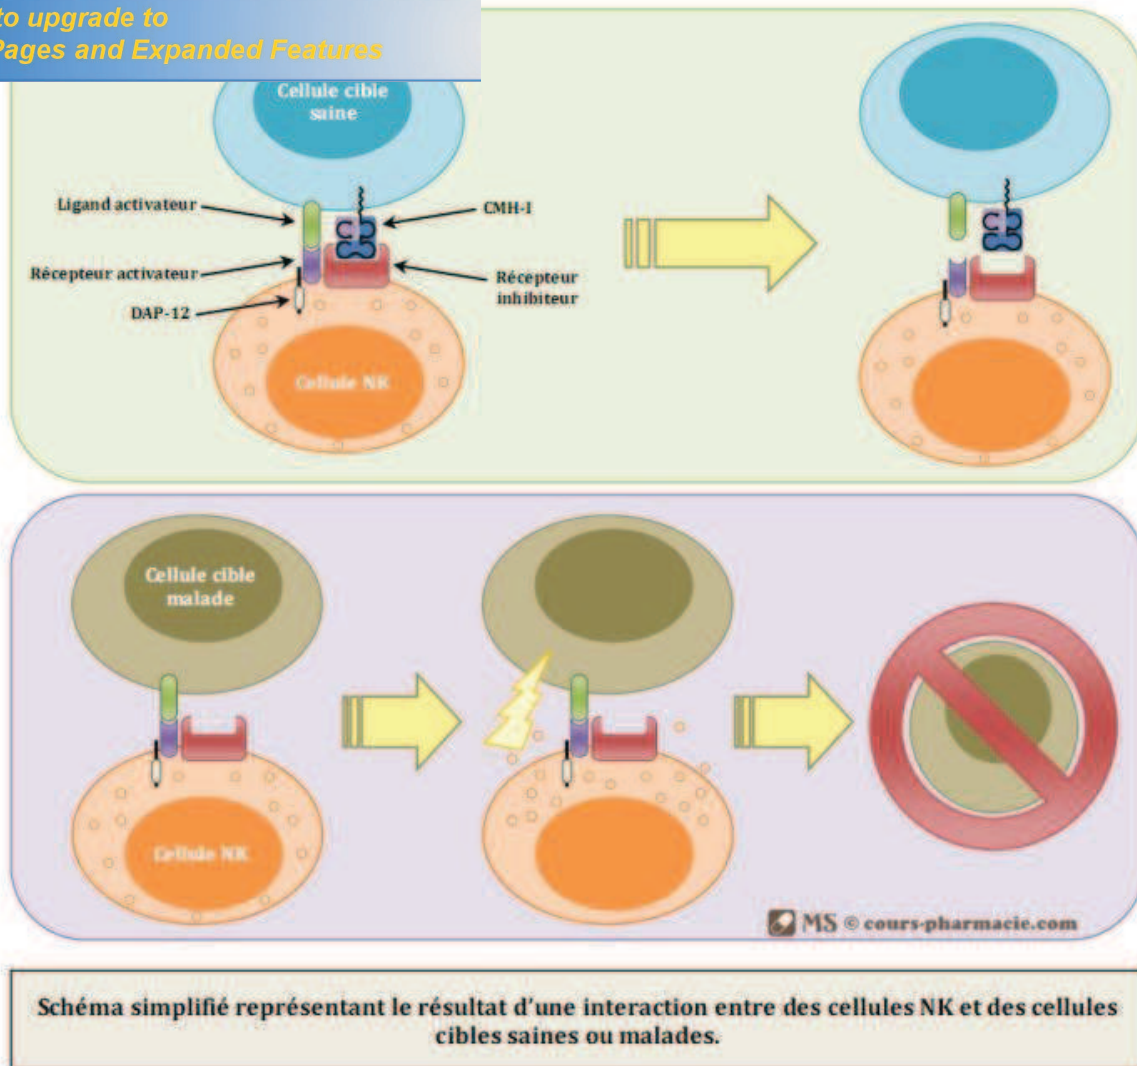 to upgrade to
Pages and Expanded Features
Cellule cible
saine
Ligand activateur
CMH-I
Récepteur activateur
Récepteur
inhibiteur
DAP-12
Cellule NK
Cellule cible
malade
Cellule NK
MS © cours-pharmacie.com
Schéma simplifié représentant le résultat d'une interaction entre des cellules NK et des cellules
cibles saines ou malades.